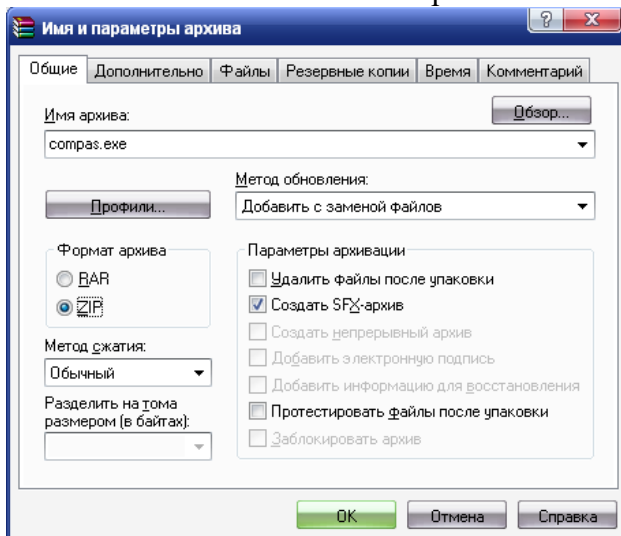 Имя и параметры архива
Общие Дополнительно Файлы Резервные копии Время Комментарий
Имя архива:
Обзор...
compas.exe
Метод обновления:
Профили...
Добавить с заменой файлов
Формат архива
Параметры архивации
RAR
Удалить файлы после упаковки
ZIP
Создать SFX-архив
Создать непрерывный архив
Метод сжатия:
Добавить электронную подпись
Обычный
Добавить информацию для восстановления
Разделить на тома
размером (в байтах):
Протестировать файлы после упаковки
Заблокировать архив
ОК Отмена Справка